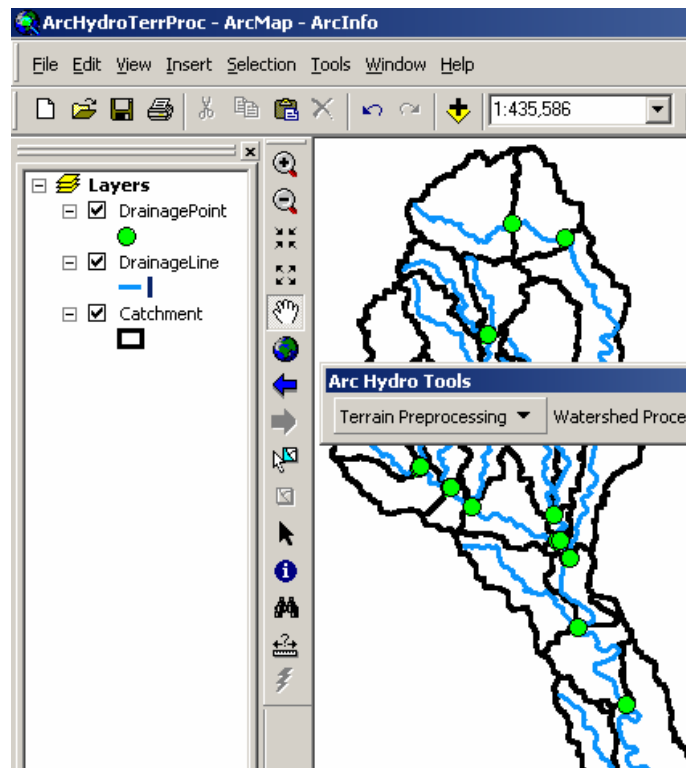 ArcHydroTerrProc - ArcMap - ArcInfo
File Edit View Insert Selection Tools Window Help
1:435,586
Layers
DrainagePoint
DrainageLine
Catchment
Arc Hydro Tools
Terrain Preprocessing Watershed Proce